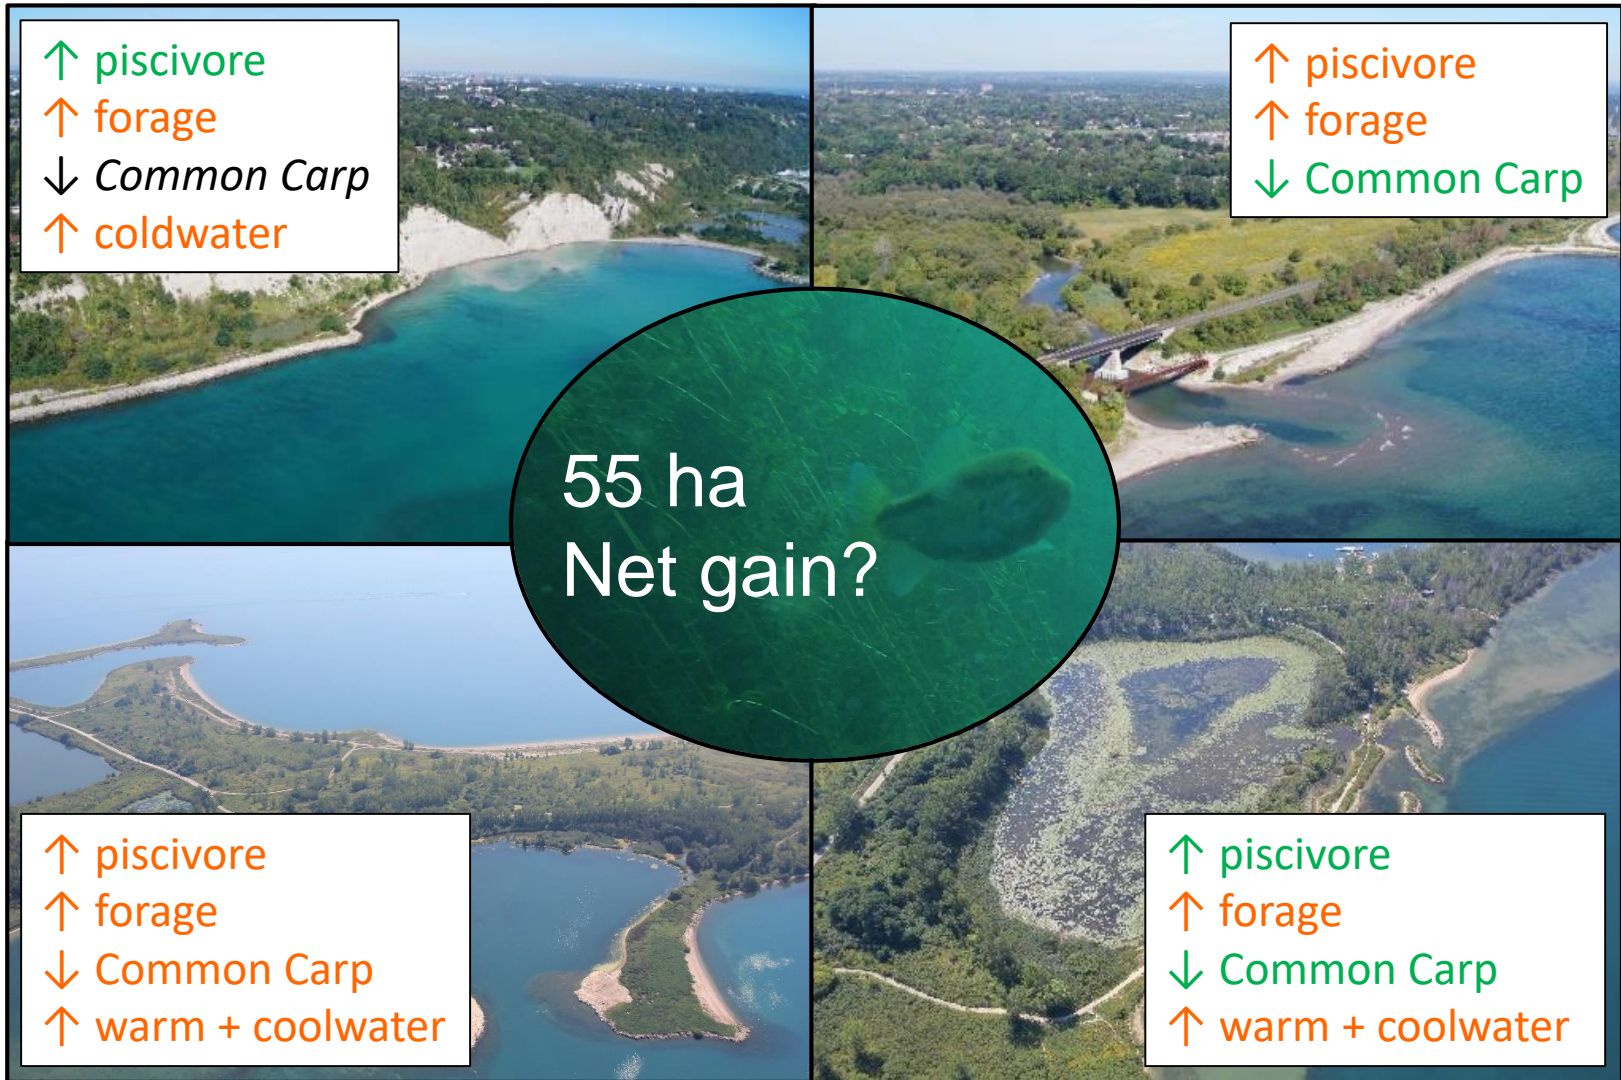 ↑ piscivore
↑ forage
↓ Common Carp
↑ coldwater
↑ piscivore
↑ forage
↓ Common Carp
55 ha
Net gain?
↑ piscivore
↑ forage
↓ Common Carp
↑ warm + coolwater
↑ piscivore
↑ forage
↓ Common Carp
↑ warm + coolwater